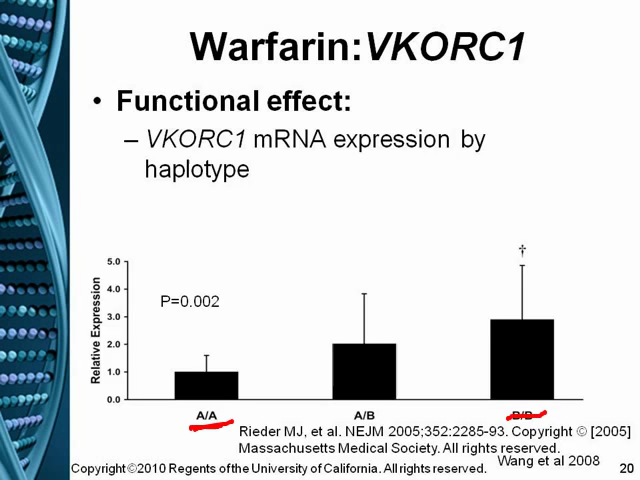 Warfarin:VKORC1
• Functional effect:
– VKORC1 mRNA expression by
haplotype
†
5.0
4.0
3.0
2.0
1.0
0.0
Relative Expression
P=0.002
A/A A/B B/B
Rieder MJ, et al. NEJM 2005;352:2285-93. Copyright © [2005]
Massachusetts Medical Society. All rights reserved.
Wang et al 2008
Copyright©2010 Regents of the University of California. All rights reserved. 20